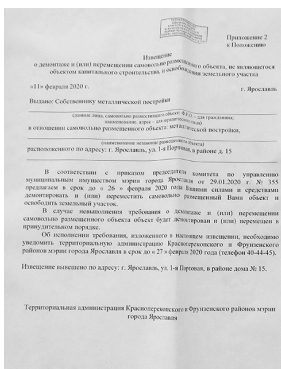 Приложение 2
к Положению
Извещение
о демонтаже и (или) перемещении самовольно размещенного объекта, не являющегося
объектом капитального строительства, и освобождении земельного участка
«11» февраля 2020 г.
г. Ярославль
Выдано: Собственнику металлической постройки
в отношении самовольно размещенного объекта: металлической постройки,
расположенного по адресу: г. Ярославль, ул. 1-я Портовая, в районе д. 15
В соответствии с приказом председателя комитета по управлению
муниципальным имуществом мэрии города Ярославля от 29.01.2020 г. № 355
предлагаем в срок до « 26 » февраля 2020 года Вашими силами и средствами
демонтировать и (или) переместить самовольно размещенный Вами объект и
освободить земельный участок.
В случае невыполнения требования о демонтаже и (или) перемещении
самовольно размещенного объекта будет демонтирован и (или) перемещен в
принудительном порядке.
Об исполнении требования, изложенного в настоящем извещении, необходимо
уведомить территориальную администрацию Красноперекопского и Фрунзенского
районов мэрии города Ярославля в срок до « 27 » февраля 2020 года (телефон 40-44-45).
Извещение вывешено по адресу: г. Ярославль, ул. 1-я Портовая, в районе дома № 15.
Территориальная администрация Красноперекопского и Фрунзенского районов мэрии
города Ярославля